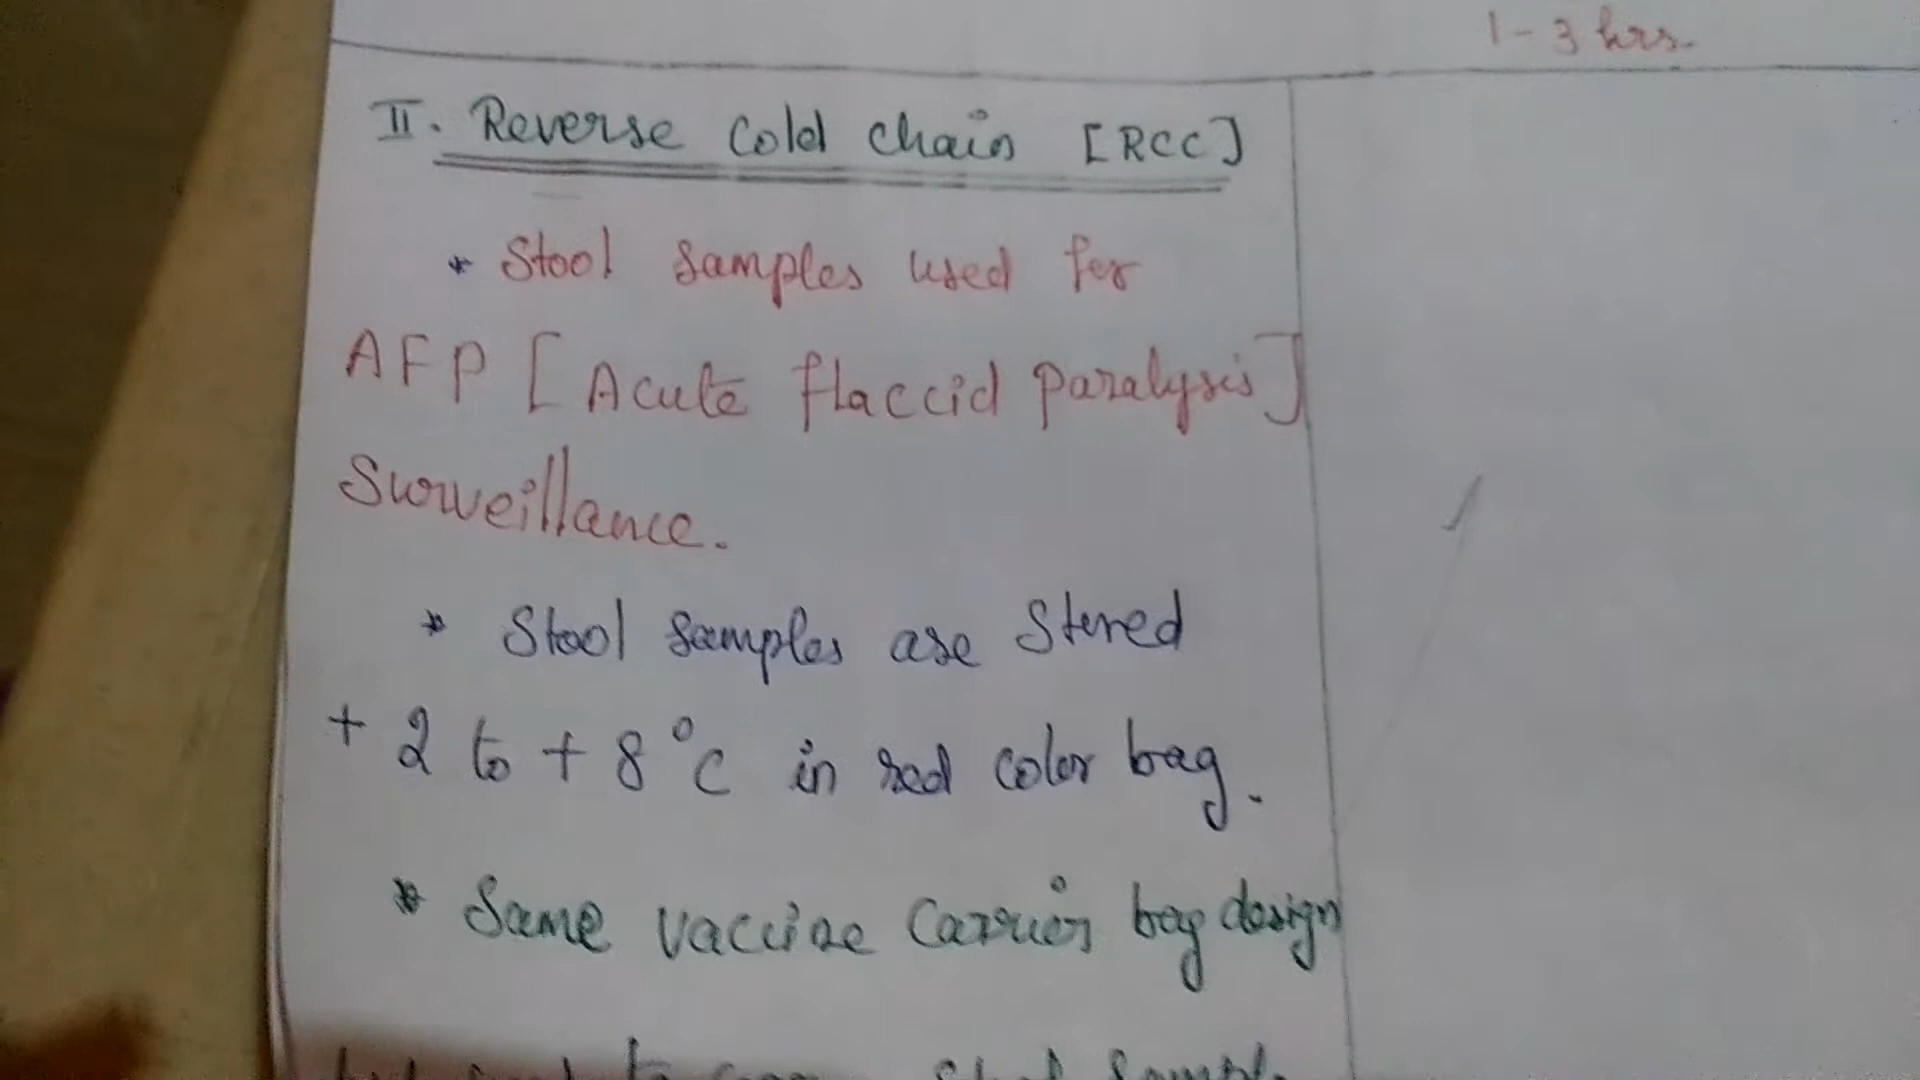 1-3 hrs.
II. Reverse Cold Chain [RCC]
* Stool samples used for
AFP [Acute flaccid paralysis]
Surveillance.
* Stool samples are stored
+ 2 to + 8°C in red color bag.
* Same vaccine carrier bag design